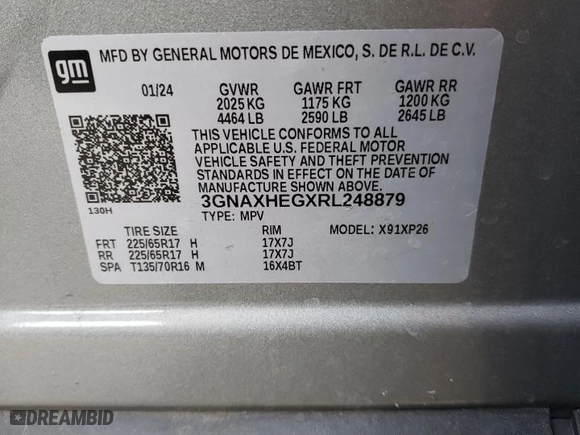 gm
MFD BY GENERAL MOTORS DE MEXICO, S. DE R.L. DE C.V.
01/24 GVWR GAWR FRT GAWR RR
2025 KG 1175 KG 1200 KG
4464 LB 2590 LB 2645 LB
THIS VEHICLE CONFORMS TO ALL
APPLICABLE U.S. FEDERAL MOTOR
VEHICLE SAFETY AND THEFT PREVENTION
STANDARDS IN EFFECT ON THE DATE OF
MANUFACTURE SHOWN ABOVE.
3GNAXHEGXRL248879
130H TYPE: MPV
TIRE SIZE RIM MODEL: X91XP26
FRT 225/65R17 H 17X7J
RR 225/65R17 H 17X7J
SPA T135/70R16 M 16X4BT
DREAMBID